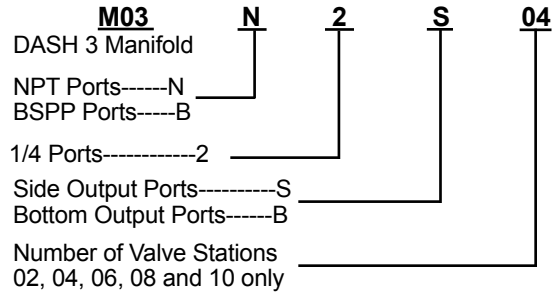 M03 N 2 S 04
DASH 3 Manifold
NPT Ports------N
BSPP Ports-----B
1/4 Ports------------2
Side Output Ports----------S
Bottom Output Ports------B
Number of Valve Stations
02, 04, 06, 08 and 10 only